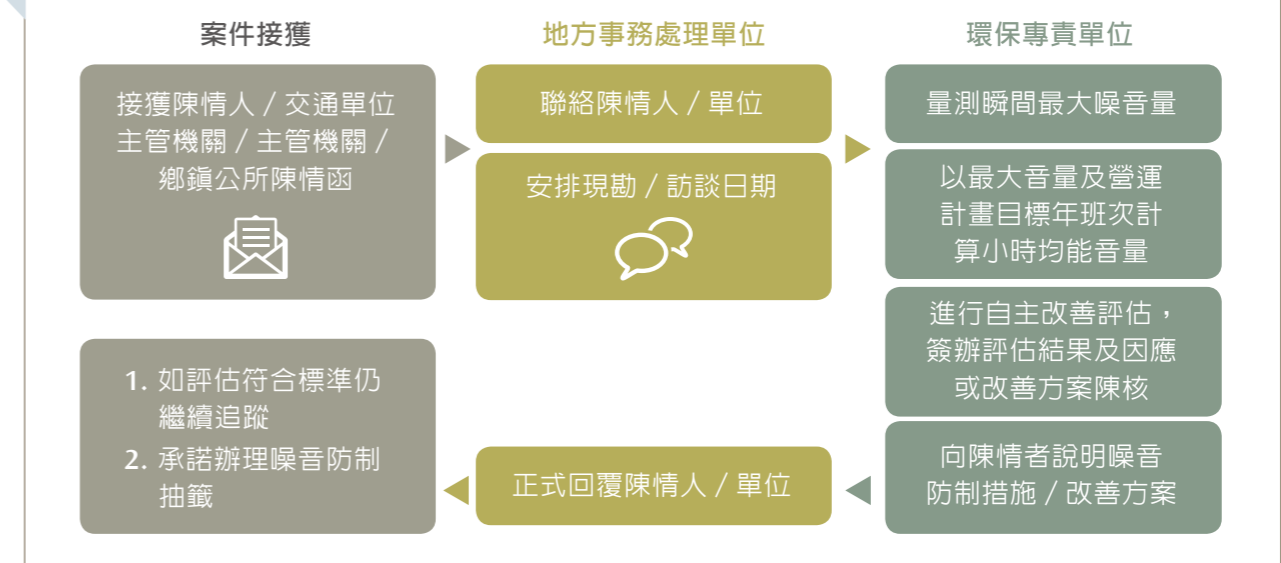 案件接獲
地方事務處理單位
環保專責單位
接獲陳情人／交通單位
主管機關／主管機關／
鄉鎮公所陳情函
聯絡陳情人／單位
安排現勘／訪談日期
量測瞬間最大噪音量
以最大音量及營運
計畫目標年班次計
算小時均能音量
進行自主改善評估，
簽辦評估結果及因應
或改善方案陳核
向陳情者說明噪音
防制措施／改善方案
正式回覆陳情人／單位
1. 如評估符合標準仍
繼續追蹤
2. 承諾辦理噪音防制
抽籤